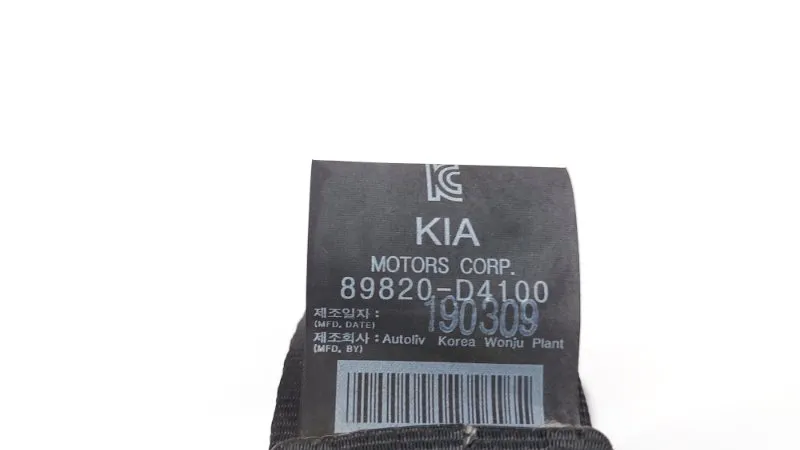 KC
KIA
MOTORS CORP.
89820-D4100
제조일자 : 190309
(MFD. DATE)
제조회사 : Autoliv Korea Wonju Plant
(MFD. BY)